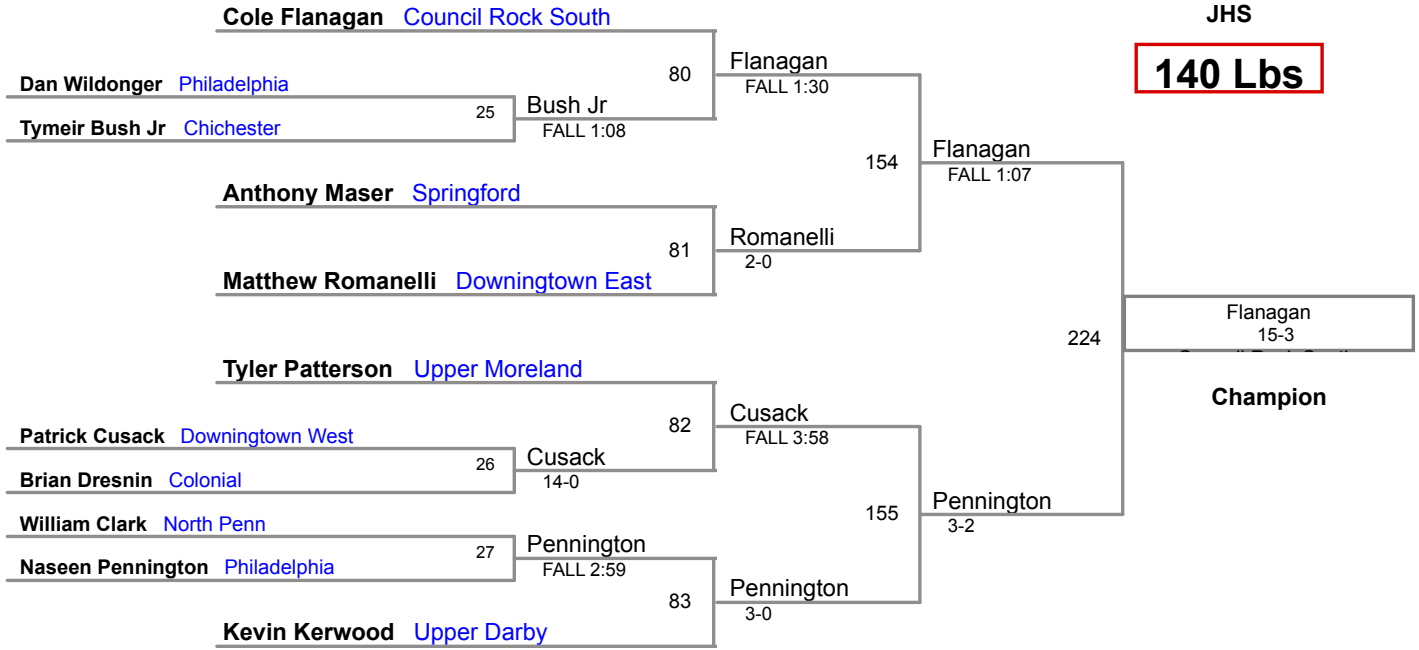 Cole Flanagan Council Rock South
JHS
140 Lbs
80
Flanagan
FALL 1:30
Dan Wildonger Philadelphia
25
Bush Jr
FALL 1:08
Tymeir Bush Jr Chichester
154
Flanagan
FALL 1:07
Anthony Maser Springford
81
Romanelli
2-0
Matthew Romanelli Downingtown East
224
Flanagan
15-3
Champion
Tyler Patterson Upper Moreland
82
Cusack
FALL 3:58
Patrick Cusack Downingtown West
26
Cusack
14-0
Brian Dresnin Colonial
155
Pennington
3-2
William Clark North Penn
27
Pennington
FALL 2:59
Naseen Pennington Philadelphia
83
Pennington
3-0
Kevin Kerwood Upper Darby